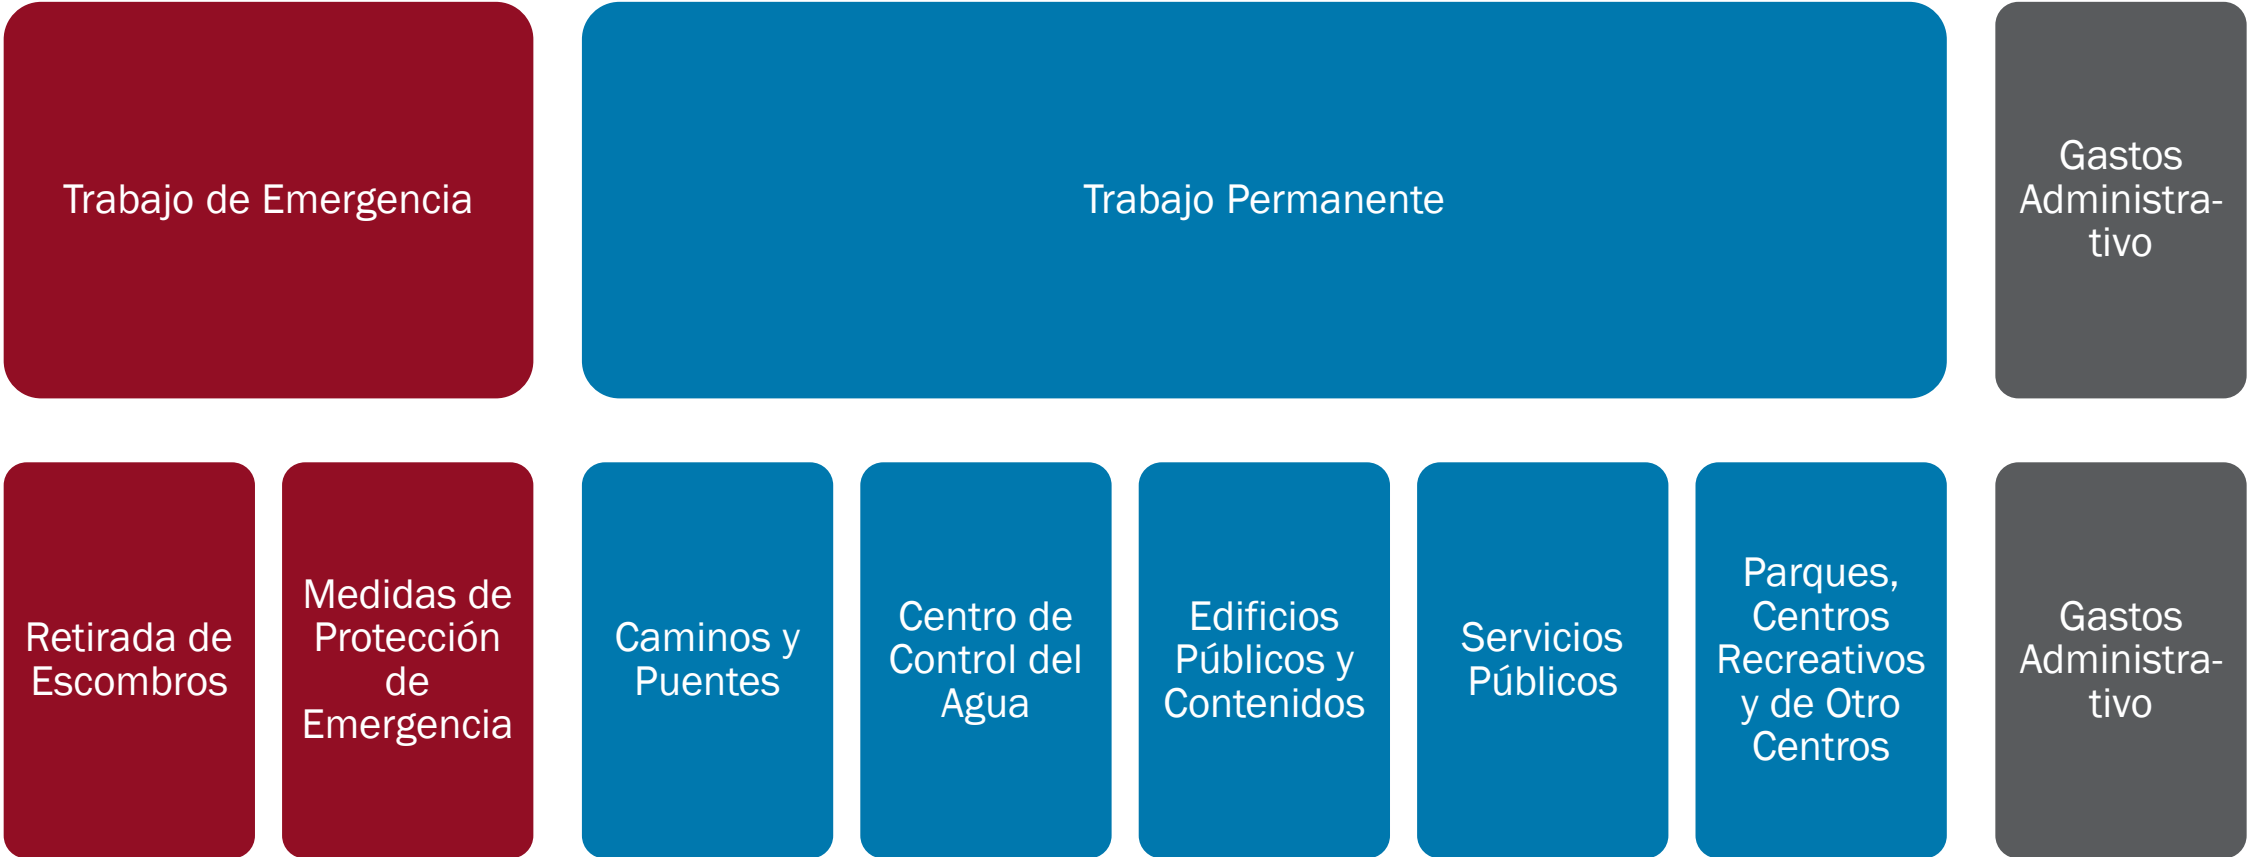 Trabajo de Emergencia
Trabajo Permanente
Gastos
Administra-
tivo
Retirada de
Escombros
Medidas de
Protección
de
Emergencia
Caminos y
Puentes
Centro de
Control del
Agua
Edificios
Públicos y
Contenidos
Servicios
Públicos
Parques,
Centros
Recreativos
y de Otro
Centros
Gastos
Administra-
tivo